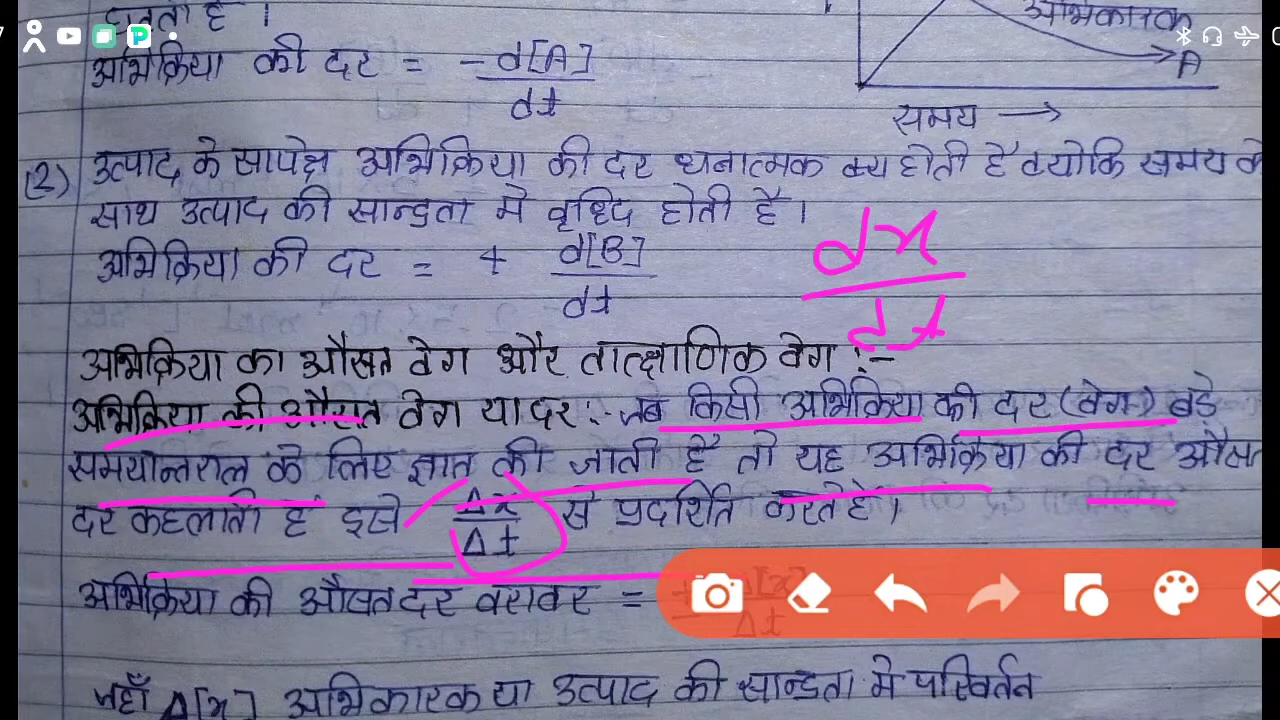 अभिकारक
घटता है ।
A
अभिक्रिया की दर = - d[A] / dt
समय →
(2) उत्पाद के सापेक्ष अभिक्रिया की दर धनात्मक क्य होती है क्योकि समय के
साथ उत्पाद की सान्द्रता मे वृध्दि होती है ।
अभिक्रिया की दर = + d[B] / dt
dx / dt
अभिक्रिया का औसत वेग और तात्क्षाणिक वेग :-
अभिक्रिया की औसत वेग या दर :- जब किसी अभिक्रिया की दर (वेग) बड़े
समयान्तराल के लिए ज्ञात की जाती है तो यह अभिक्रिया की दर औसत
दर कहलाती है इसे Δx / Δt से प्रदर्शित करते है ।
अभिक्रिया की औसत दर बराबर = Δ[x] / Δt
जहाँ Δ[x] अभिकारक या उत्पाद की सान्द्रता मे परिवर्तन